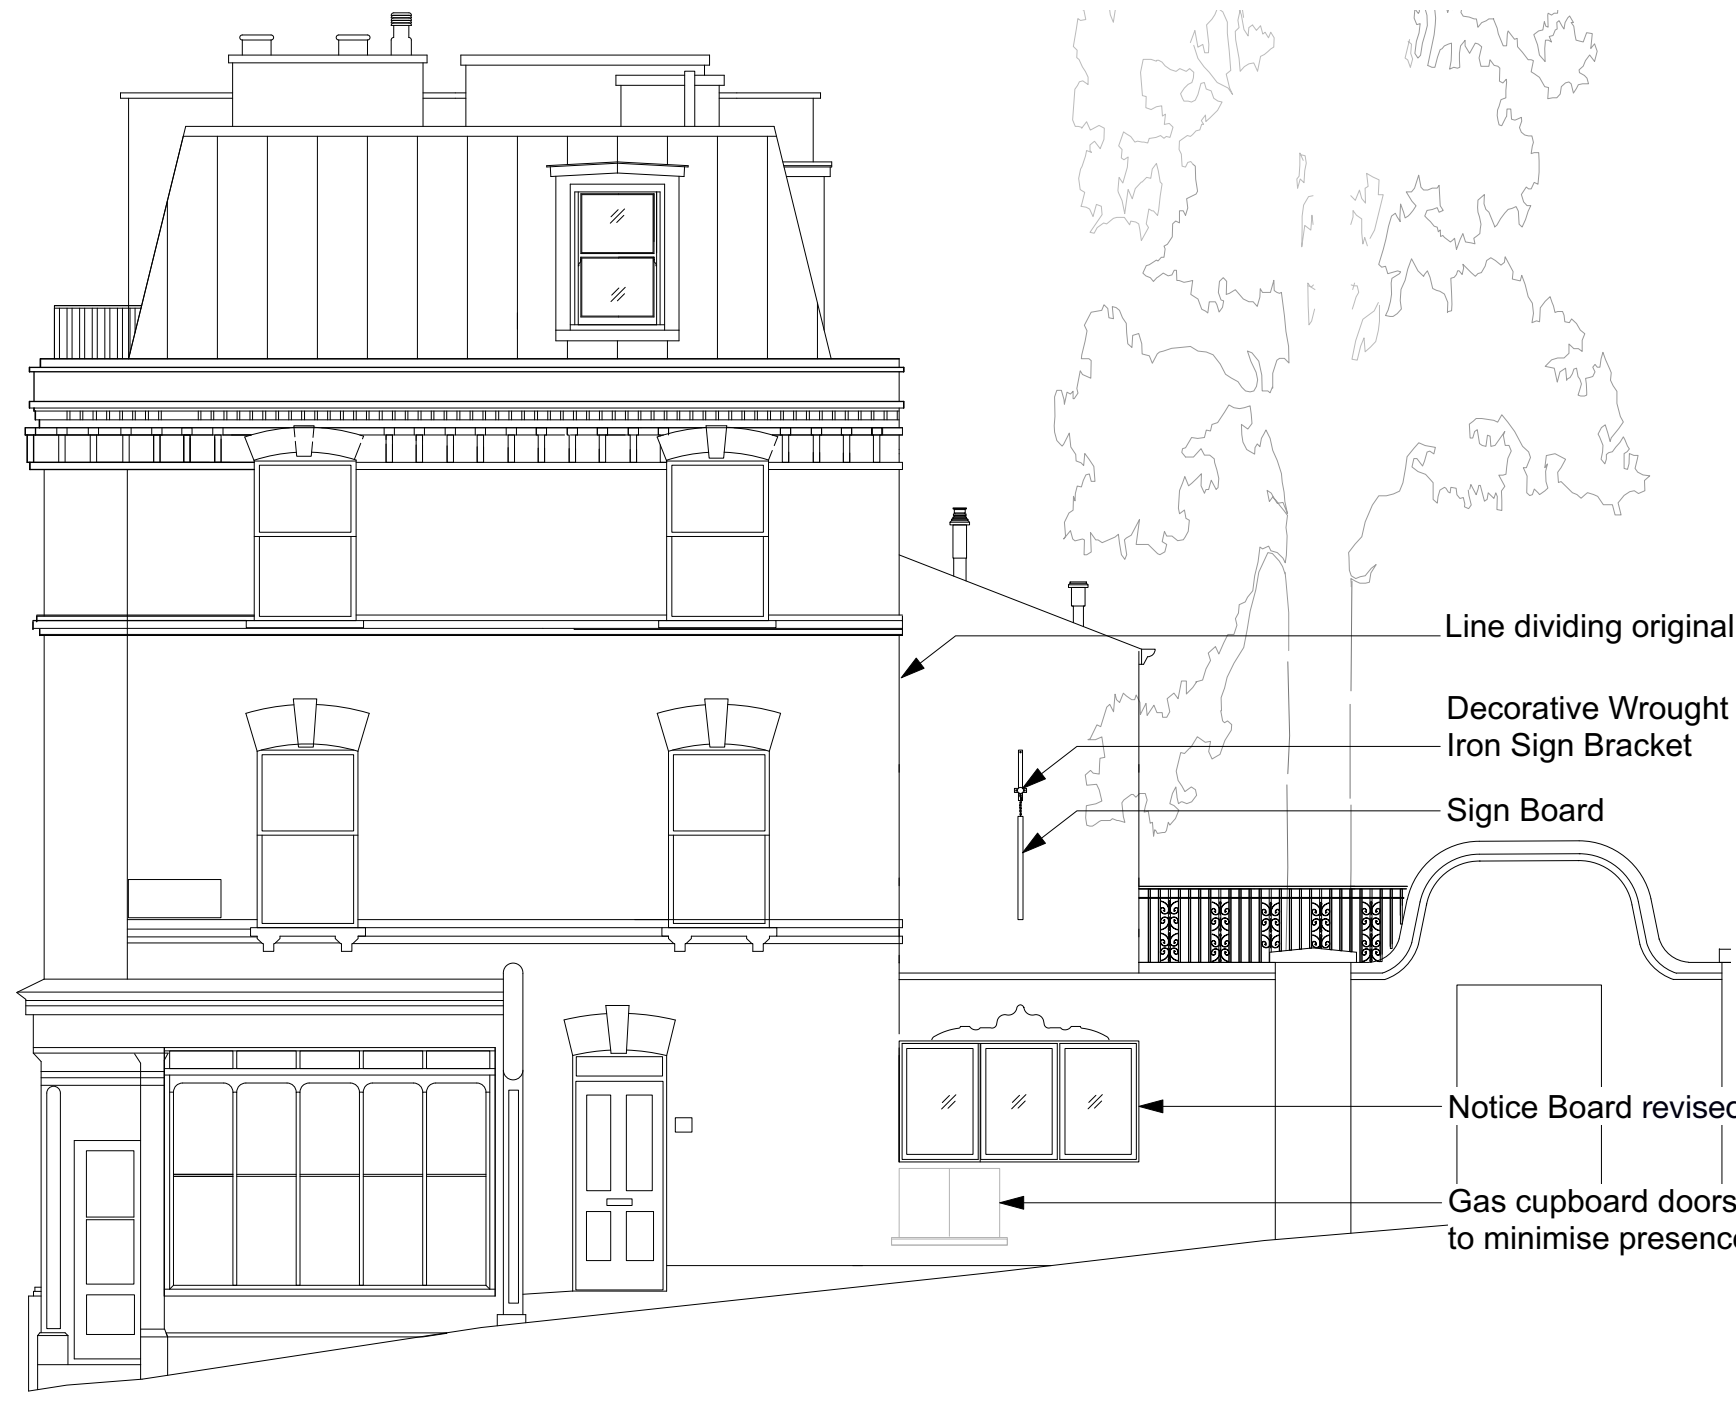 Line dividing original
Decorative Wrought
Iron Sign Bracket
Sign Board
Notice Board revised
Gas cupboard doors
to minimise presence